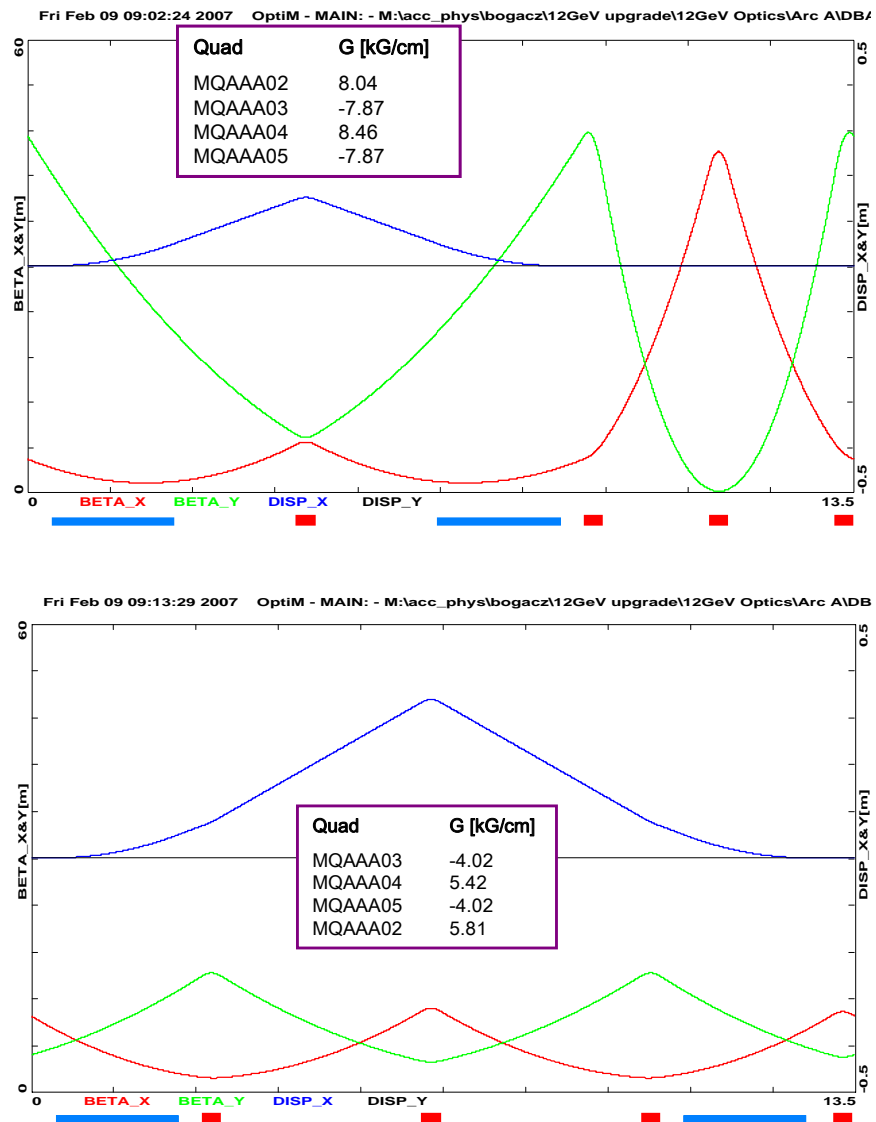 Fri Feb 09 09:02:24 2007 OptiM - MAIN: - M:\acc_phys\bogacz\12GeV upgrade\12GeV Optics\Arc A\DBA
60
0.5
Quad G [kG/cm]
MQAAA02 8.04
MQAAA03 -7.87
MQAAA04 8.46
MQAAA05 -7.87
BETA_X&Y[m]
DISP_X&Y[m]
0
-0.5
0 BETA_X BETA_Y DISP_X DISP_Y 13.5
Fri Feb 09 09:13:29 2007 OptiM - MAIN: - M:\acc_phys\bogacz\12GeV upgrade\12GeV Optics\Arc A\DB
60
0.5
BETA_X&Y[m]
DISP_X&Y[m]
Quad G [kG/cm]
MQAAA03 -4.02
MQAAA04 5.42
MQAAA05 -4.02
MQAAA02 5.81
0
-0.5
0 BETA_X BETA_Y DISP_X DISP_Y 13.5